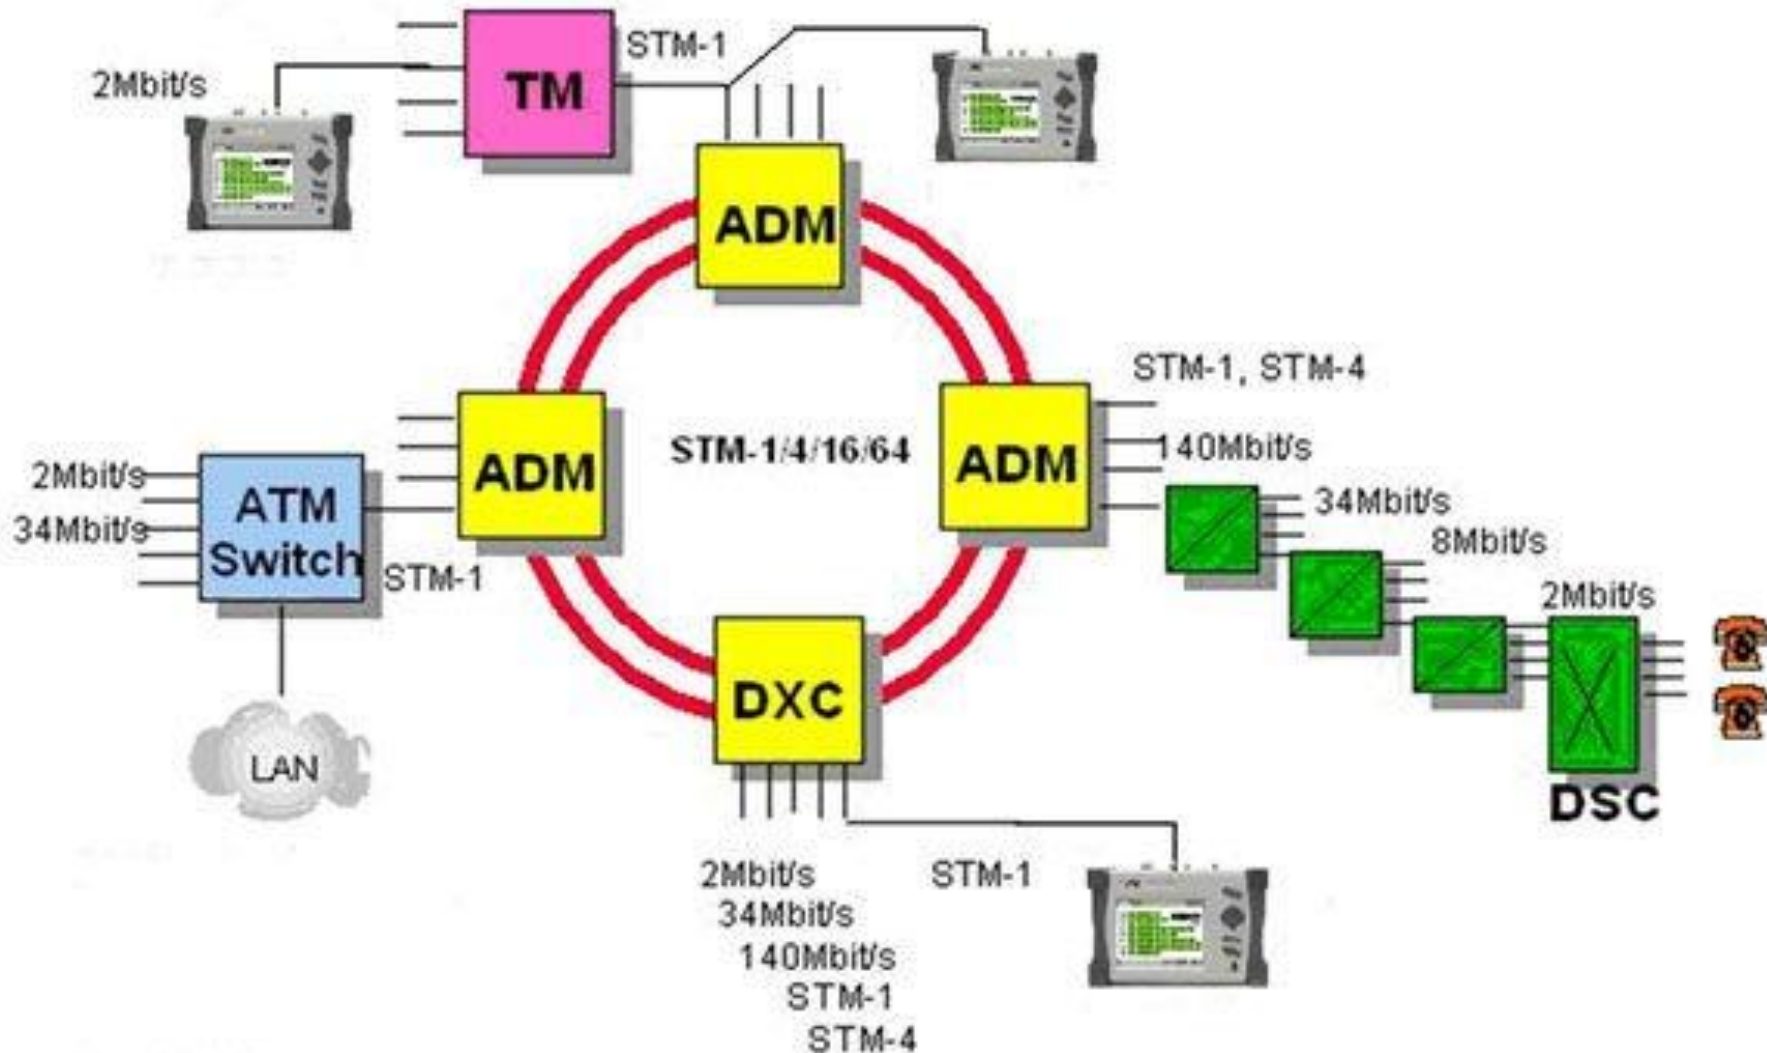 STM-1
2Mbit/s
TM
ADM
STM-1, STM-4
STM-1/4/16/64
ADM
140Mbit/s
ADM
2Mbit/s
ATM
Switch
34Mbit/s
34Mbit/s
8Mbit/s
STM-1
2Mbit/s
DXC
LAN
DSC
2Mbit/s
STM-1
34Mbit/s
140Mbit/s
STM-1
STM-4